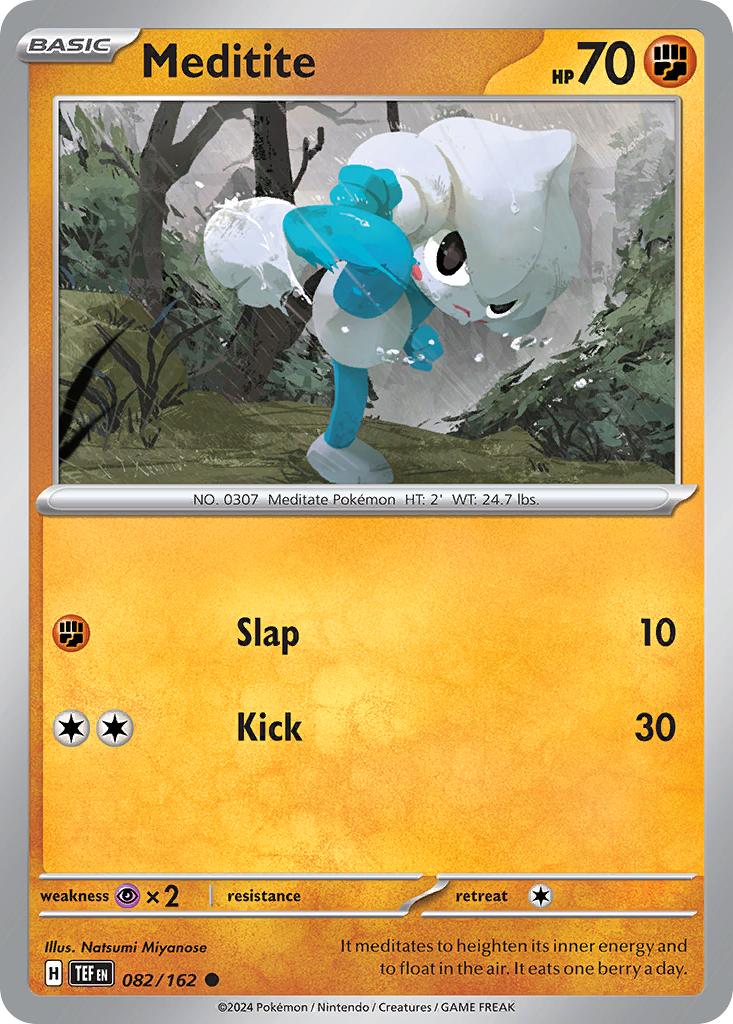 BASIC Meditite HP 70
NO. 0307 Meditate Pokémon HT: 2' WT: 24.7 lbs.
Slap 10
Kick 30
weakness ×2 resistance retreat
Illus. Natsumi Miyanose
It meditates to heighten its inner energy and
to float in the air. It eats one berry a day.
H TEF EN 082/162
©2024 Pokémon / Nintendo / Creatures / GAME FREAK